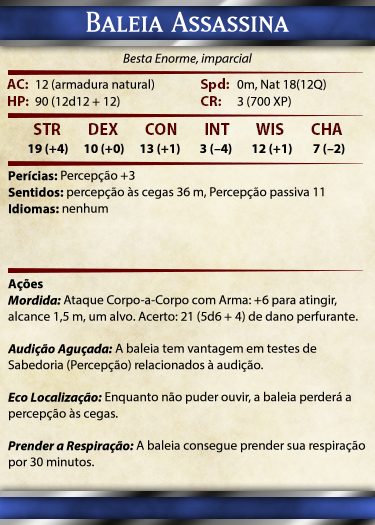 BALEIA ASSASSINA
Besta Enorme, imparcial
AC: 12 (armadura natural) Spd: 0m, Nat 18(12Q)
HP: 90 (12d12 + 12) CR: 3 (700 XP)
STR DEX CON INT WIS CHA
19 (+4) 10 (+0) 13 (+1) 3 (–4) 12 (+1) 7 (–2)
Perícias: Percepção +3
Sentidos: percepção às cegas 36 m, Percepção passiva 11
Idiomas: nenhum
Ações
Mordida: Ataque Corpo-a-Corpo com Arma: +6 para atingir,
alcance 1,5 m, um alvo. Acerto: 21 (5d6 + 4) de dano perfurante.
Audição Aguçada: A baleia tem vantagem em testes de
Sabedoria (Percepção) relacionados à audição.
Eco Localização: Enquanto não puder ouvir, a baleia perderá a
percepção às cegas.
Prender a Respiração: A baleia consegue prender sua respiração
por 30 minutos.